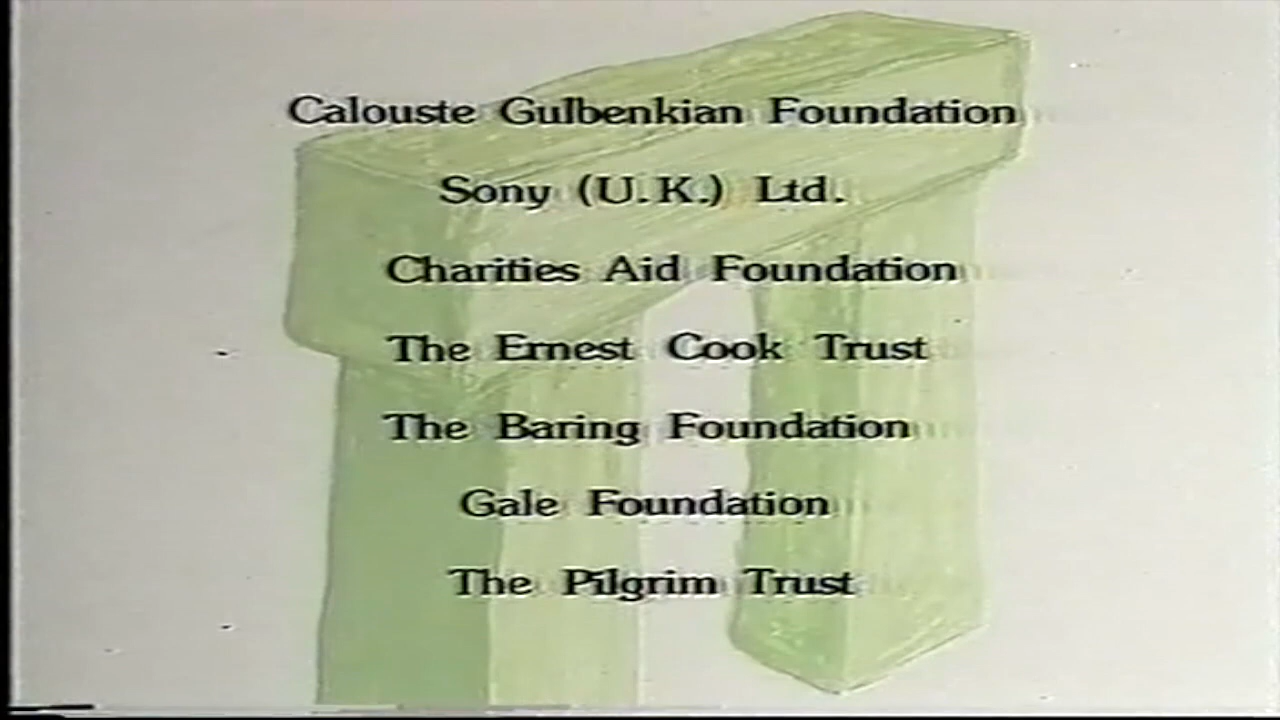 Calouste Gulbenkian Foundation
Sony (U.K.) Ltd.
Charities Aid Foundation
The Ernest Cook Trust
The Baring Foundation
Gale Foundation
The Pilgrim Trust